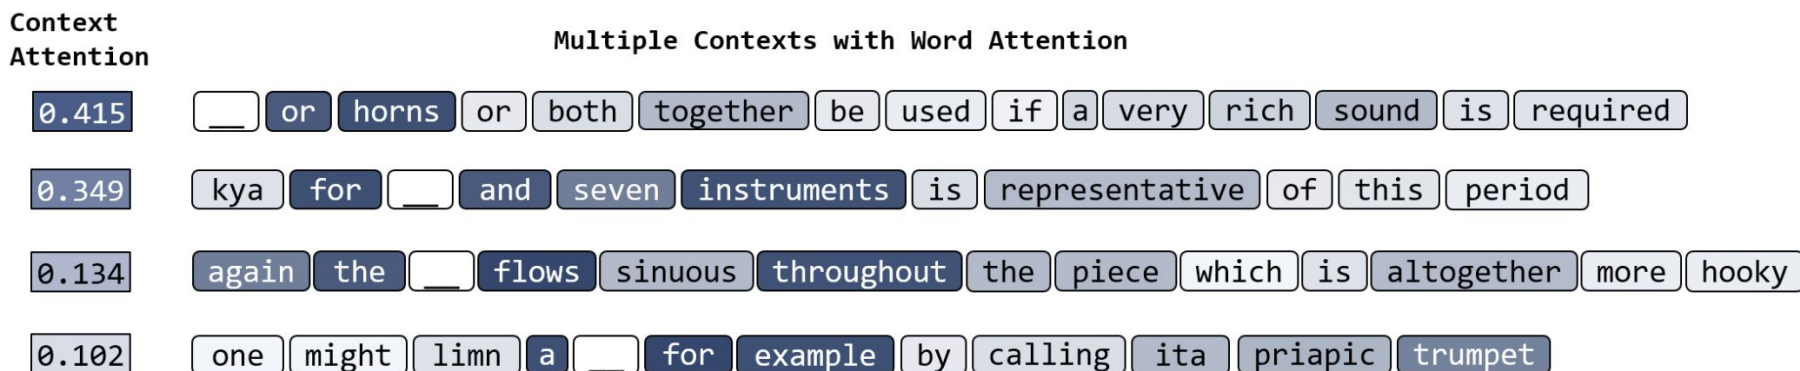 Context
Attention
Multiple Contexts with Word Attention
0.415 __ or horns or both together be used if a very rich sound is required
0.349 kya for __ and seven instruments is representative of this period
0.134 again the __ flows sinuous throughout the piece which is altogether more hooky
0.102 one might limn a __ for example by calling ita priapic trumpet